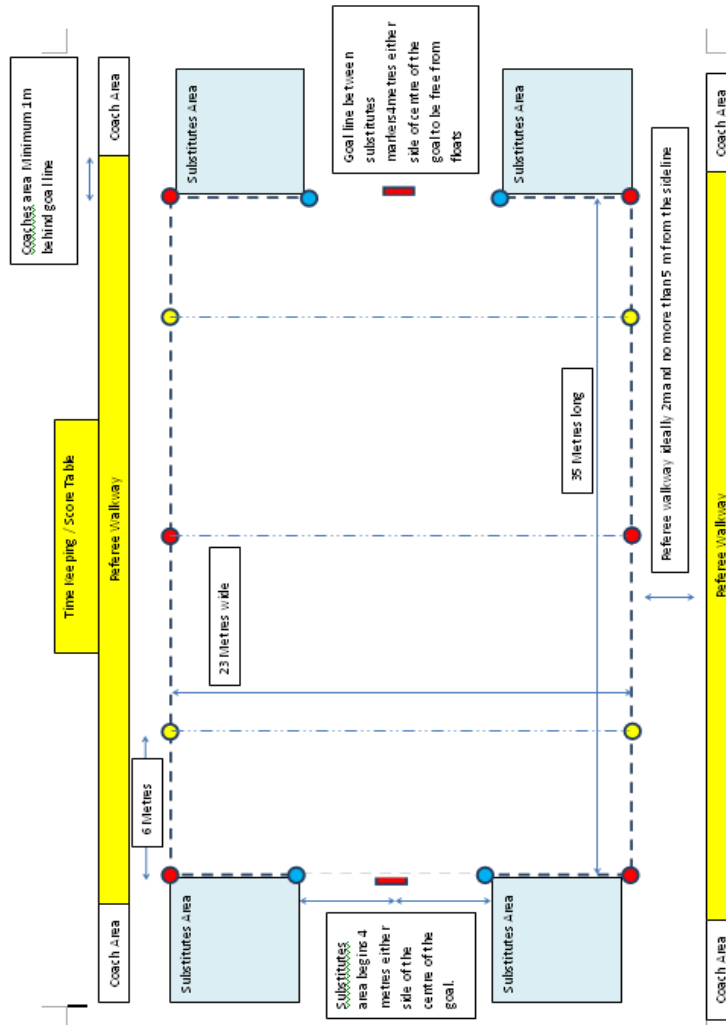 Coaches area Minimum 1m
behind goal line
Time Keeping / Score Table
Coach Area
Referee Walkway
Coach Area
6 Metres
Substitutes Area
Substitutes Area
23 Metres wide
Substitutes
area begins 4
metres either
side of the
centre of the
goal.
Goal line between
substitutes
markers4metres either
side of centre of the
goal to be free from
floats
35 Metres long
Substitutes Area
Substitutes Area
Referee walkway ideally 2m and no more than 5 m from the sideline
Coach Area
Referee Walkway
Coach Area